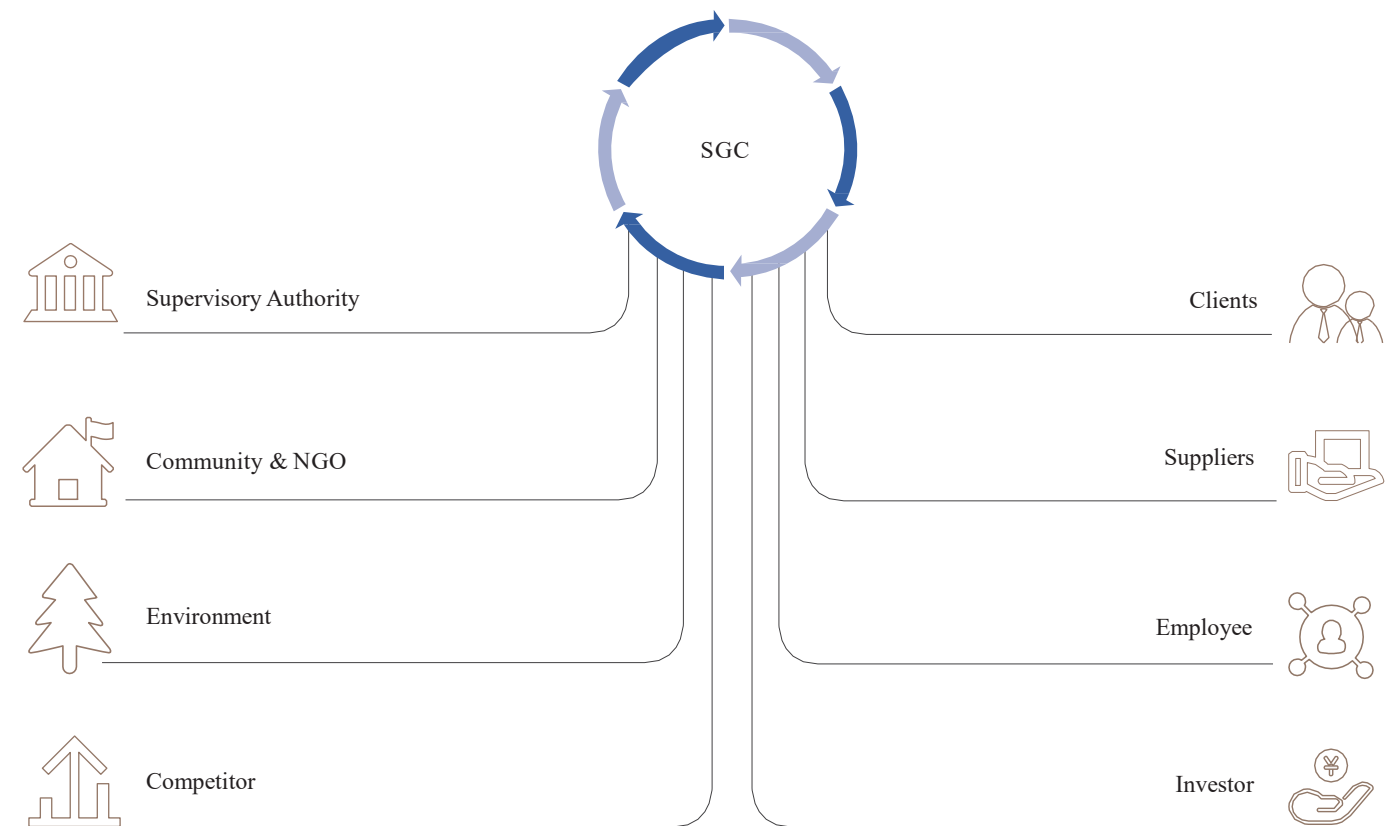 SGC
Supervisory Authority
Clients
Community & NGO
Suppliers
Environment
Employee
Competitor
Investor
¥